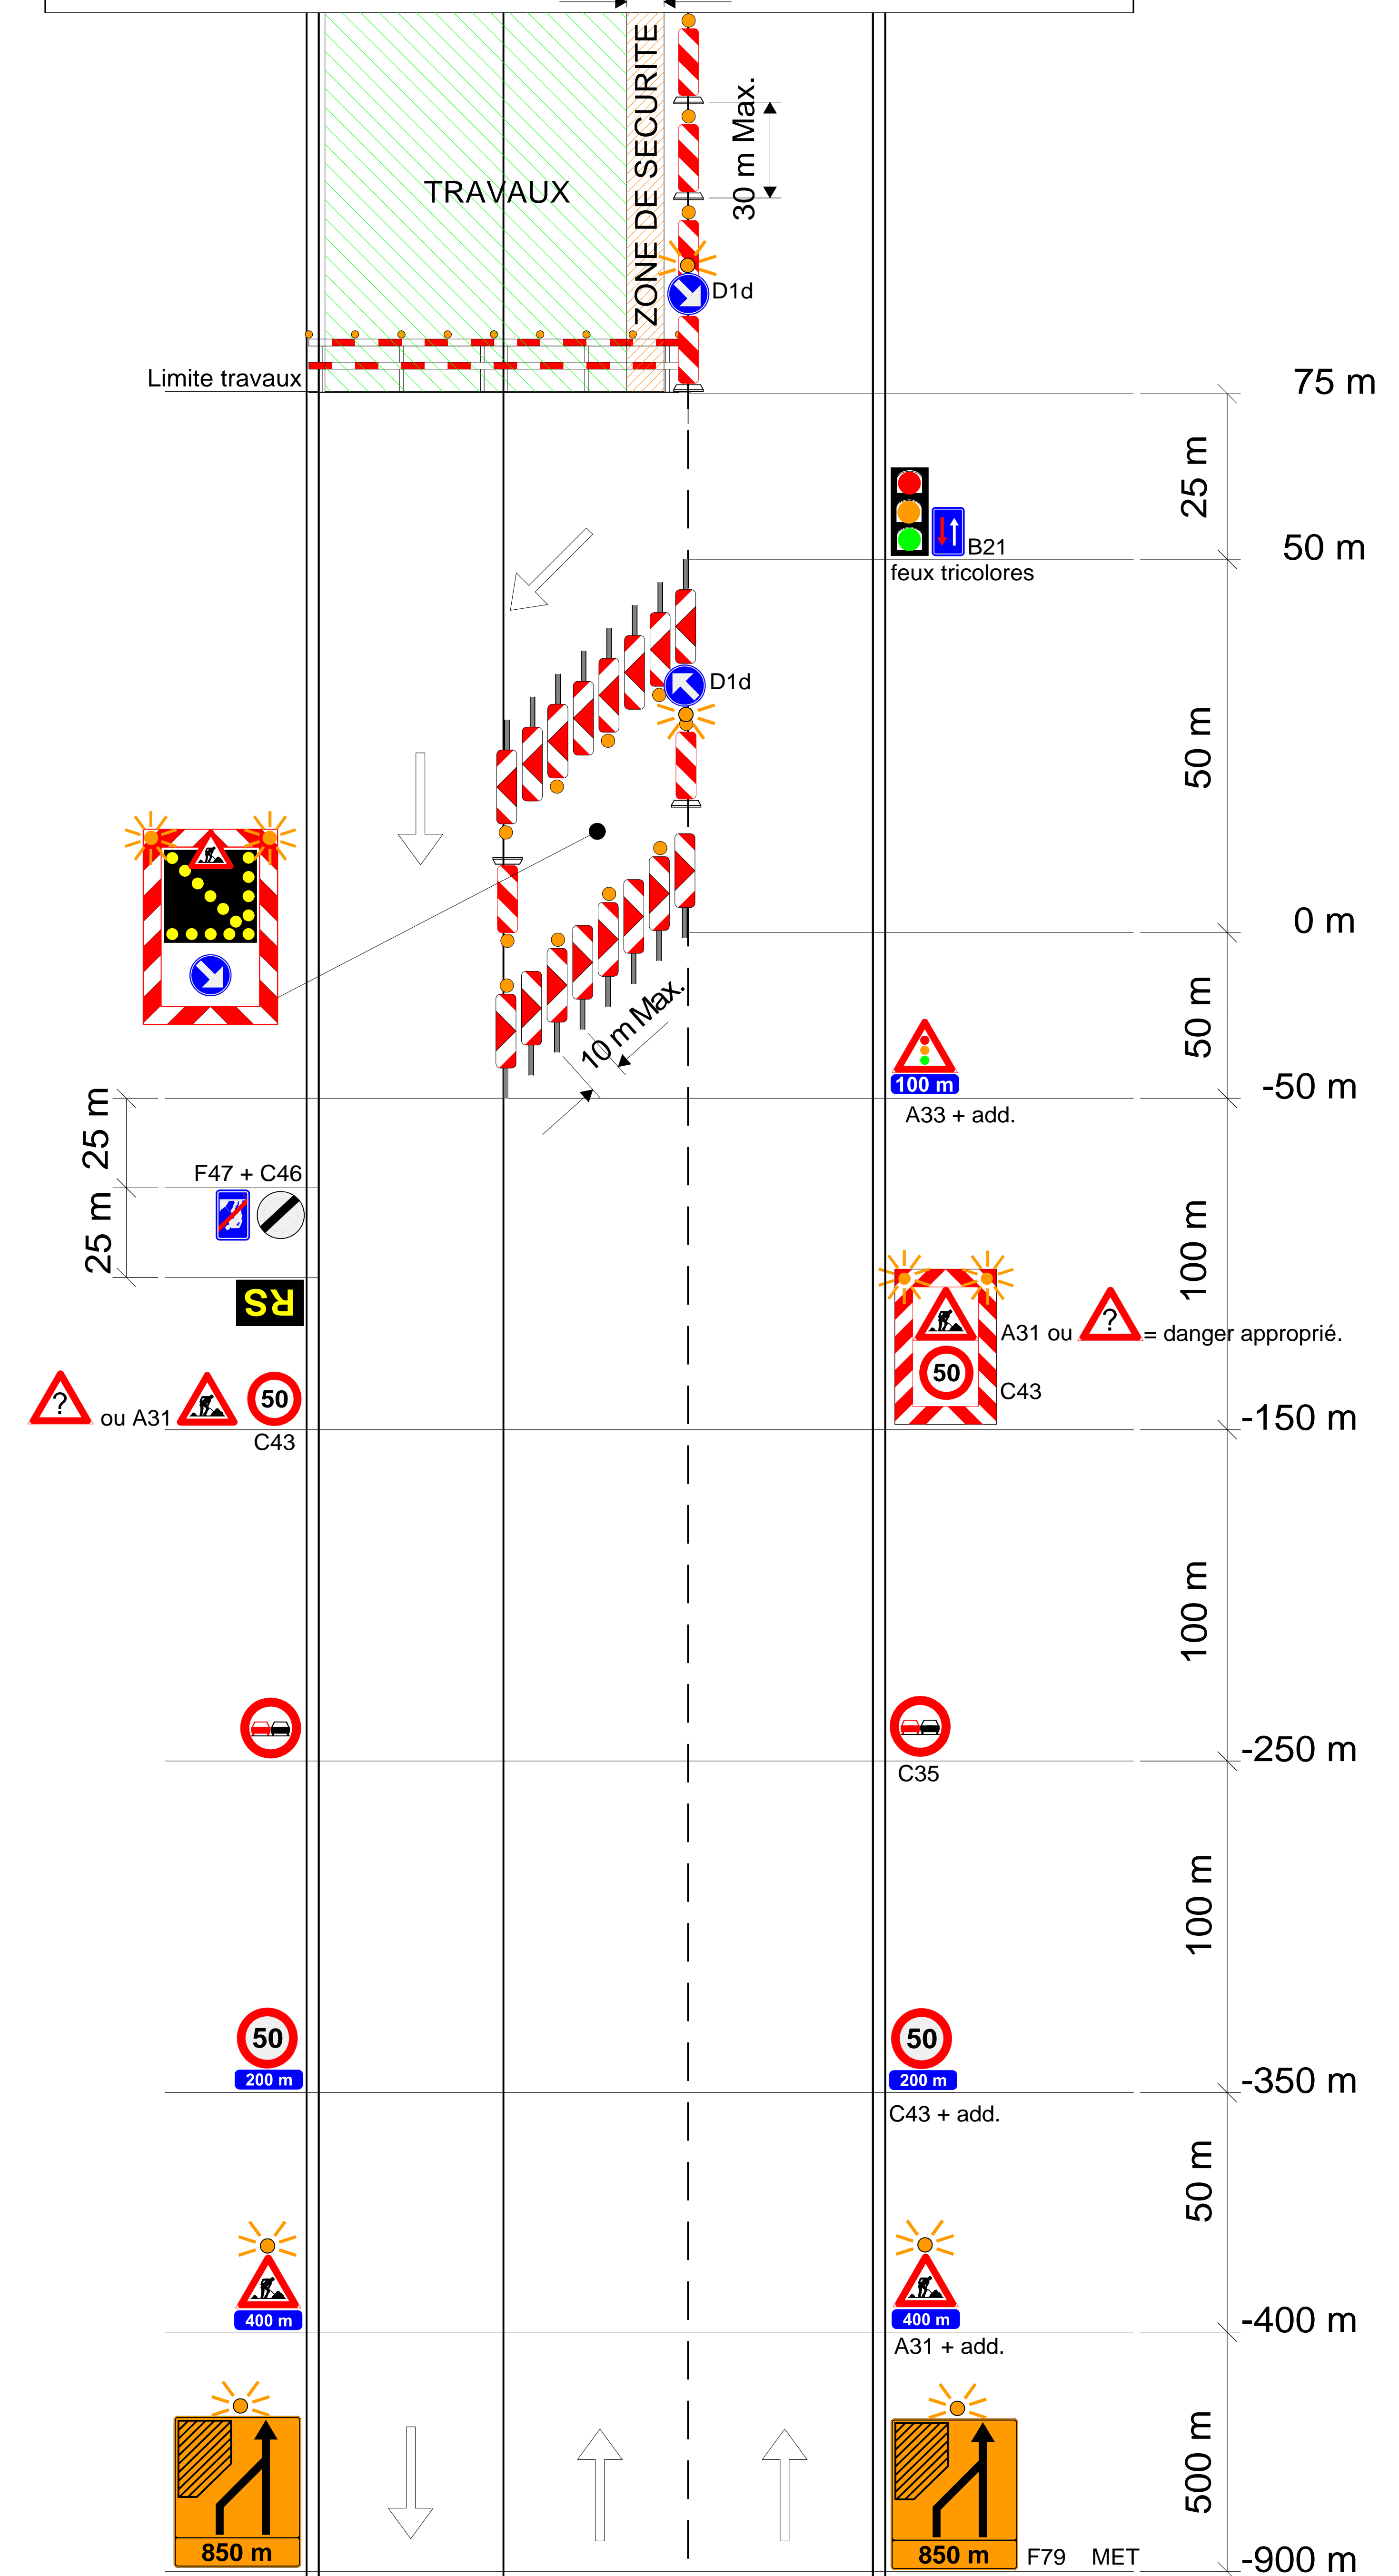 ZONE DE SECURITE
30 m Max.
TRAVAUX
D1d
Limite travaux
75 m
25 m
B21
50 m
feux tricolores
D1d
50 m
0 m
10 m Max.
50 m
100 m
-50 m
A33 + add.
25 m
F47 + C46
25 m
100 m
RS
A31 ou ? = danger approprié.
50
C43
? ou A31
50
C43
-150 m
100 m
-250 m
C35
100 m
50
200 m
50
200 m
-350 m
C43 + add.
50 m
400 m
400 m
-400 m
A31 + add.
500 m
850 m
850 m
F79 MET
-900 m